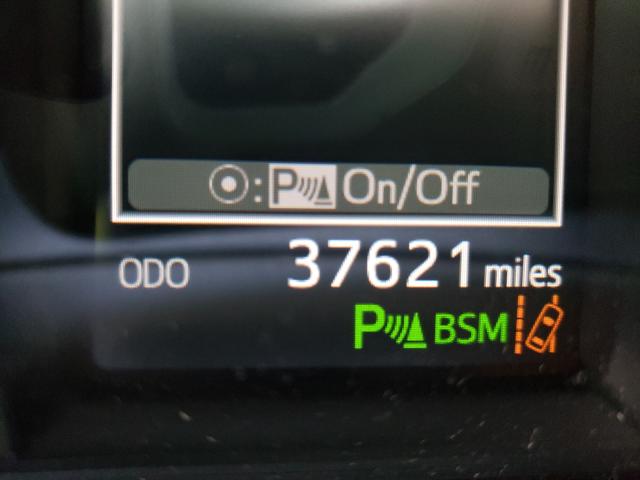 ⦿: P On/Off
ODO 37621 miles
P BSM